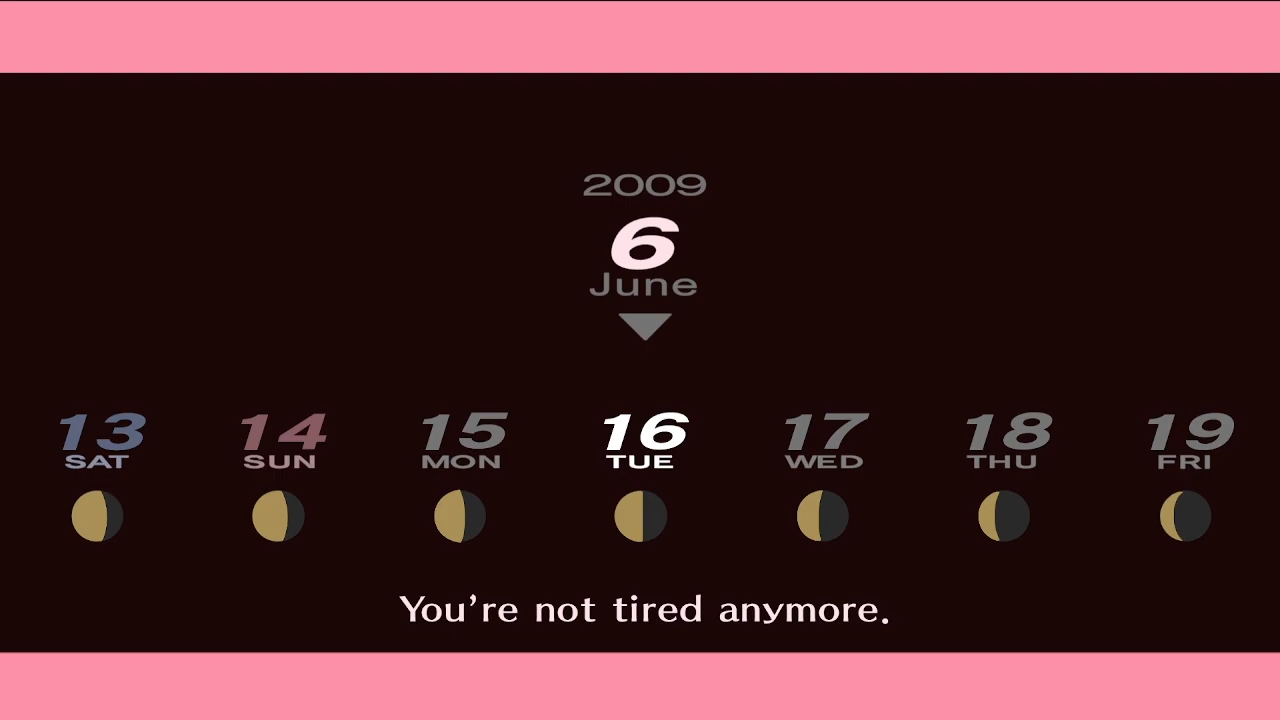 2009
6
June
13 14 15 16 17 18 19
SAT SUN MON TUE WED THU FRI
You're not tired anymore.